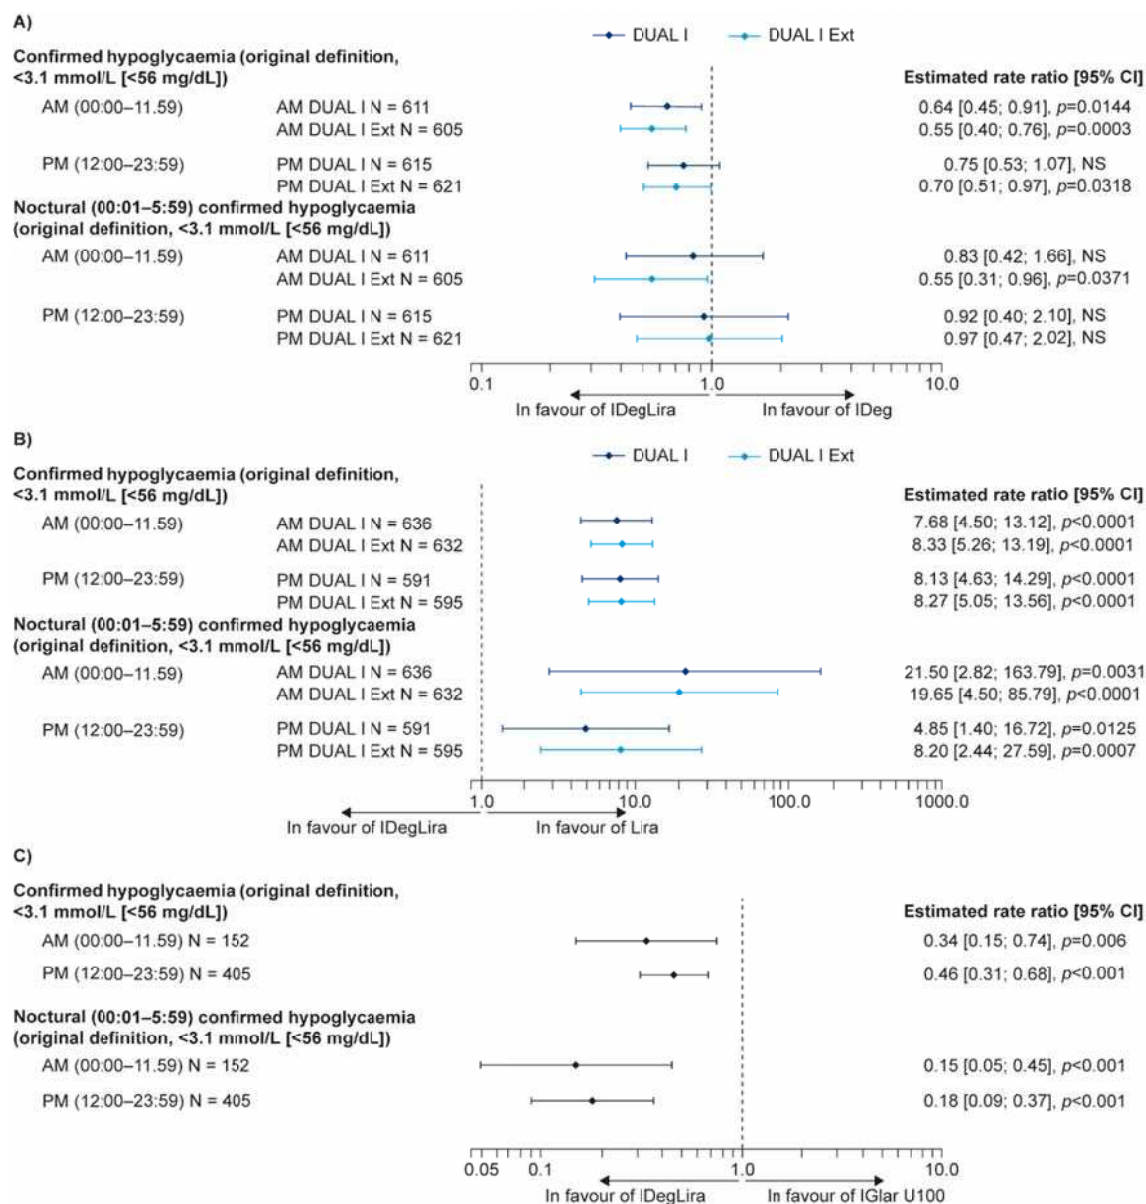 A)
DUAL I DUAL I Ext
Confirmed hypoglycaemia (original definition,
<3.1 mmol/L [<56 mg/dL]) Estimated rate ratio [95% CI]
AM (00:00–11.59) AM DUAL I N = 611 0.64 [0.45; 0.91], p=0.0144
AM DUAL I Ext N = 605 0.55 [0.40; 0.76], p=0.0003
PM (12:00–23:59) PM DUAL I N = 615 0.75 [0.53; 1.07], NS
PM DUAL I Ext N = 621 0.70 [0.51; 0.97], p=0.0318
Noctural (00:01–5:59) confirmed hypoglycaemia
(original definition, <3.1 mmol/L [<56 mg/dL])
AM (00:00–11.59) AM DUAL I N = 611 0.83 [0.42; 1.66], NS
AM DUAL I Ext N = 605 0.55 [0.31; 0.96], p=0.0371
PM (12:00–23:59) PM DUAL I N = 615 0.92 [0.40; 2.10], NS
PM DUAL I Ext N = 621 0.97 [0.47; 2.02], NS
0.1 1.0 10.0
In favour of IDegLira In favour of IDeg
B)
DUAL I DUAL I Ext
Confirmed hypoglycaemia (original definition,
<3.1 mmol/L [<56 mg/dL]) Estimated rate ratio [95% CI]
AM (00:00–11.59) AM DUAL I N = 636 7.68 [4.50; 13.12], p<0.0001
AM DUAL I Ext N = 632 8.33 [5.26; 13.19], p<0.0001
PM (12:00–23:59) PM DUAL I N = 591 8.13 [4.63; 14.29], p<0.0001
PM DUAL I Ext N = 595 8.27 [5.05; 13.56], p<0.0001
Noctural (00:01–5:59) confirmed hypoglycaemia
(original definition, <3.1 mmol/L [<56 mg/dL])
AM (00:00–11.59) AM DUAL I N = 636 21.50 [2.82; 163.79], p=0.0031
AM DUAL I Ext N = 632 19.65 [4.50; 85.79], p<0.0001
PM (12:00–23:59) PM DUAL I N = 591 4.85 [1.40; 16.72], p=0.0125
PM DUAL I Ext N = 595 8.20 [2.44; 27.59], p=0.0007
1.0 10.0 100.0 1000.0
In favour of IDegLira In favour of Lira
C)
Confirmed hypoglycaemia (original definition,
<3.1 mmol/L [<56 mg/dL]) Estimated rate ratio [95% CI]
AM (00:00–11.59) N = 152 0.34 [0.15; 0.74], p=0.006
PM (12:00–23:59) N = 405 0.46 [0.31; 0.68], p<0.001
Noctural (00:01–5:59) confirmed hypoglycaemia
(original definition, <3.1 mmol/L [<56 mg/dL])
AM (00:00–11.59) N = 152 0.15 [0.05; 0.45], p<0.001
PM (12:00–23:59) N = 405 0.18 [0.09; 0.37], p<0.001
0.05 0.1 1.0 10.0
In favour of IDegLira In favour of IGlar U100